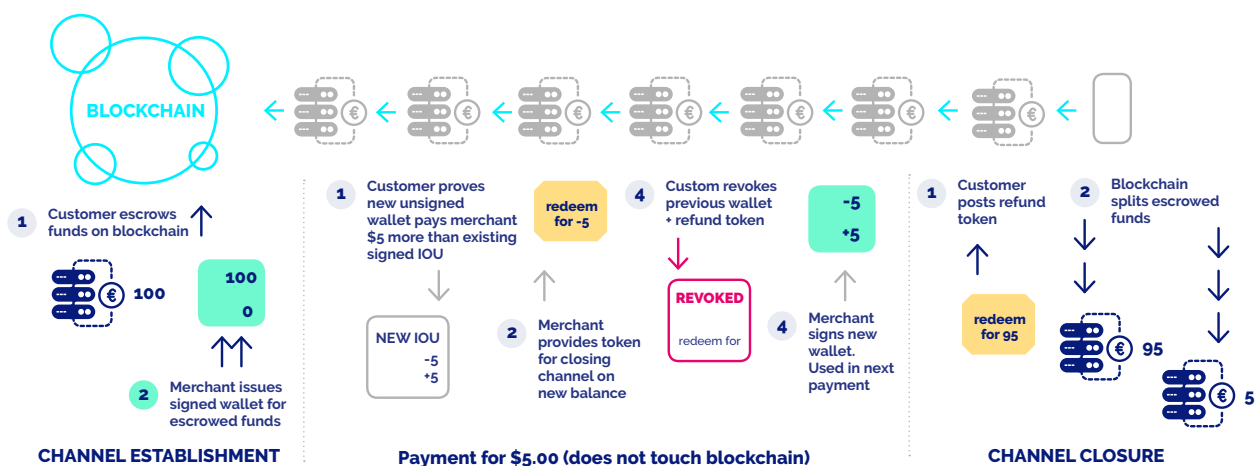 BLOCKCHAIN
€
€
€
€
€
€
€
1
Customer escrows
funds on blockchain
€
100
100
0
2
Merchant issues
signed wallet for
escrowed funds
CHANNEL ESTABLISHMENT
1
Customer proves
new unsigned
wallet pays merchant
$5 more than existing
signed IOU
NEW IOU
-5
+5
redeem
for -5
2
Merchant
provides token
for closing
channel on
new balance
4
Custom revokes
previous wallet
+ refund token
REVOKED
redeem for
-5
+5
4
Merchant
signs new
wallet.
Used in next
payment
Payment for $5.00 (does not touch blockchain)
1
Customer
posts refund
token
redeem
for 95
2
Blockchain
splits escrowed
funds
€
95
€
5
CHANNEL CLOSURE